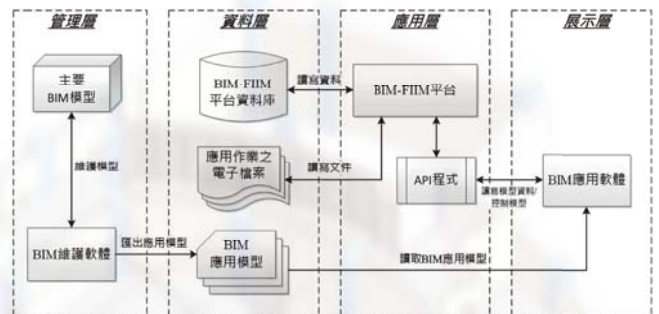 管理層
資料層
應用層
展示層
主要
BIM模型
BIM-FIIM
平台資料庫
讀寫資料
BIM-FIIM平台
維護模型
應用作業之
電子檔案
讀寫文件
API程式
讀寫模型資料/
控制模型
BIM應用軟體
BIM維護軟體
匯出應用模型
BIM
應用模型
讀取BIM應用模型